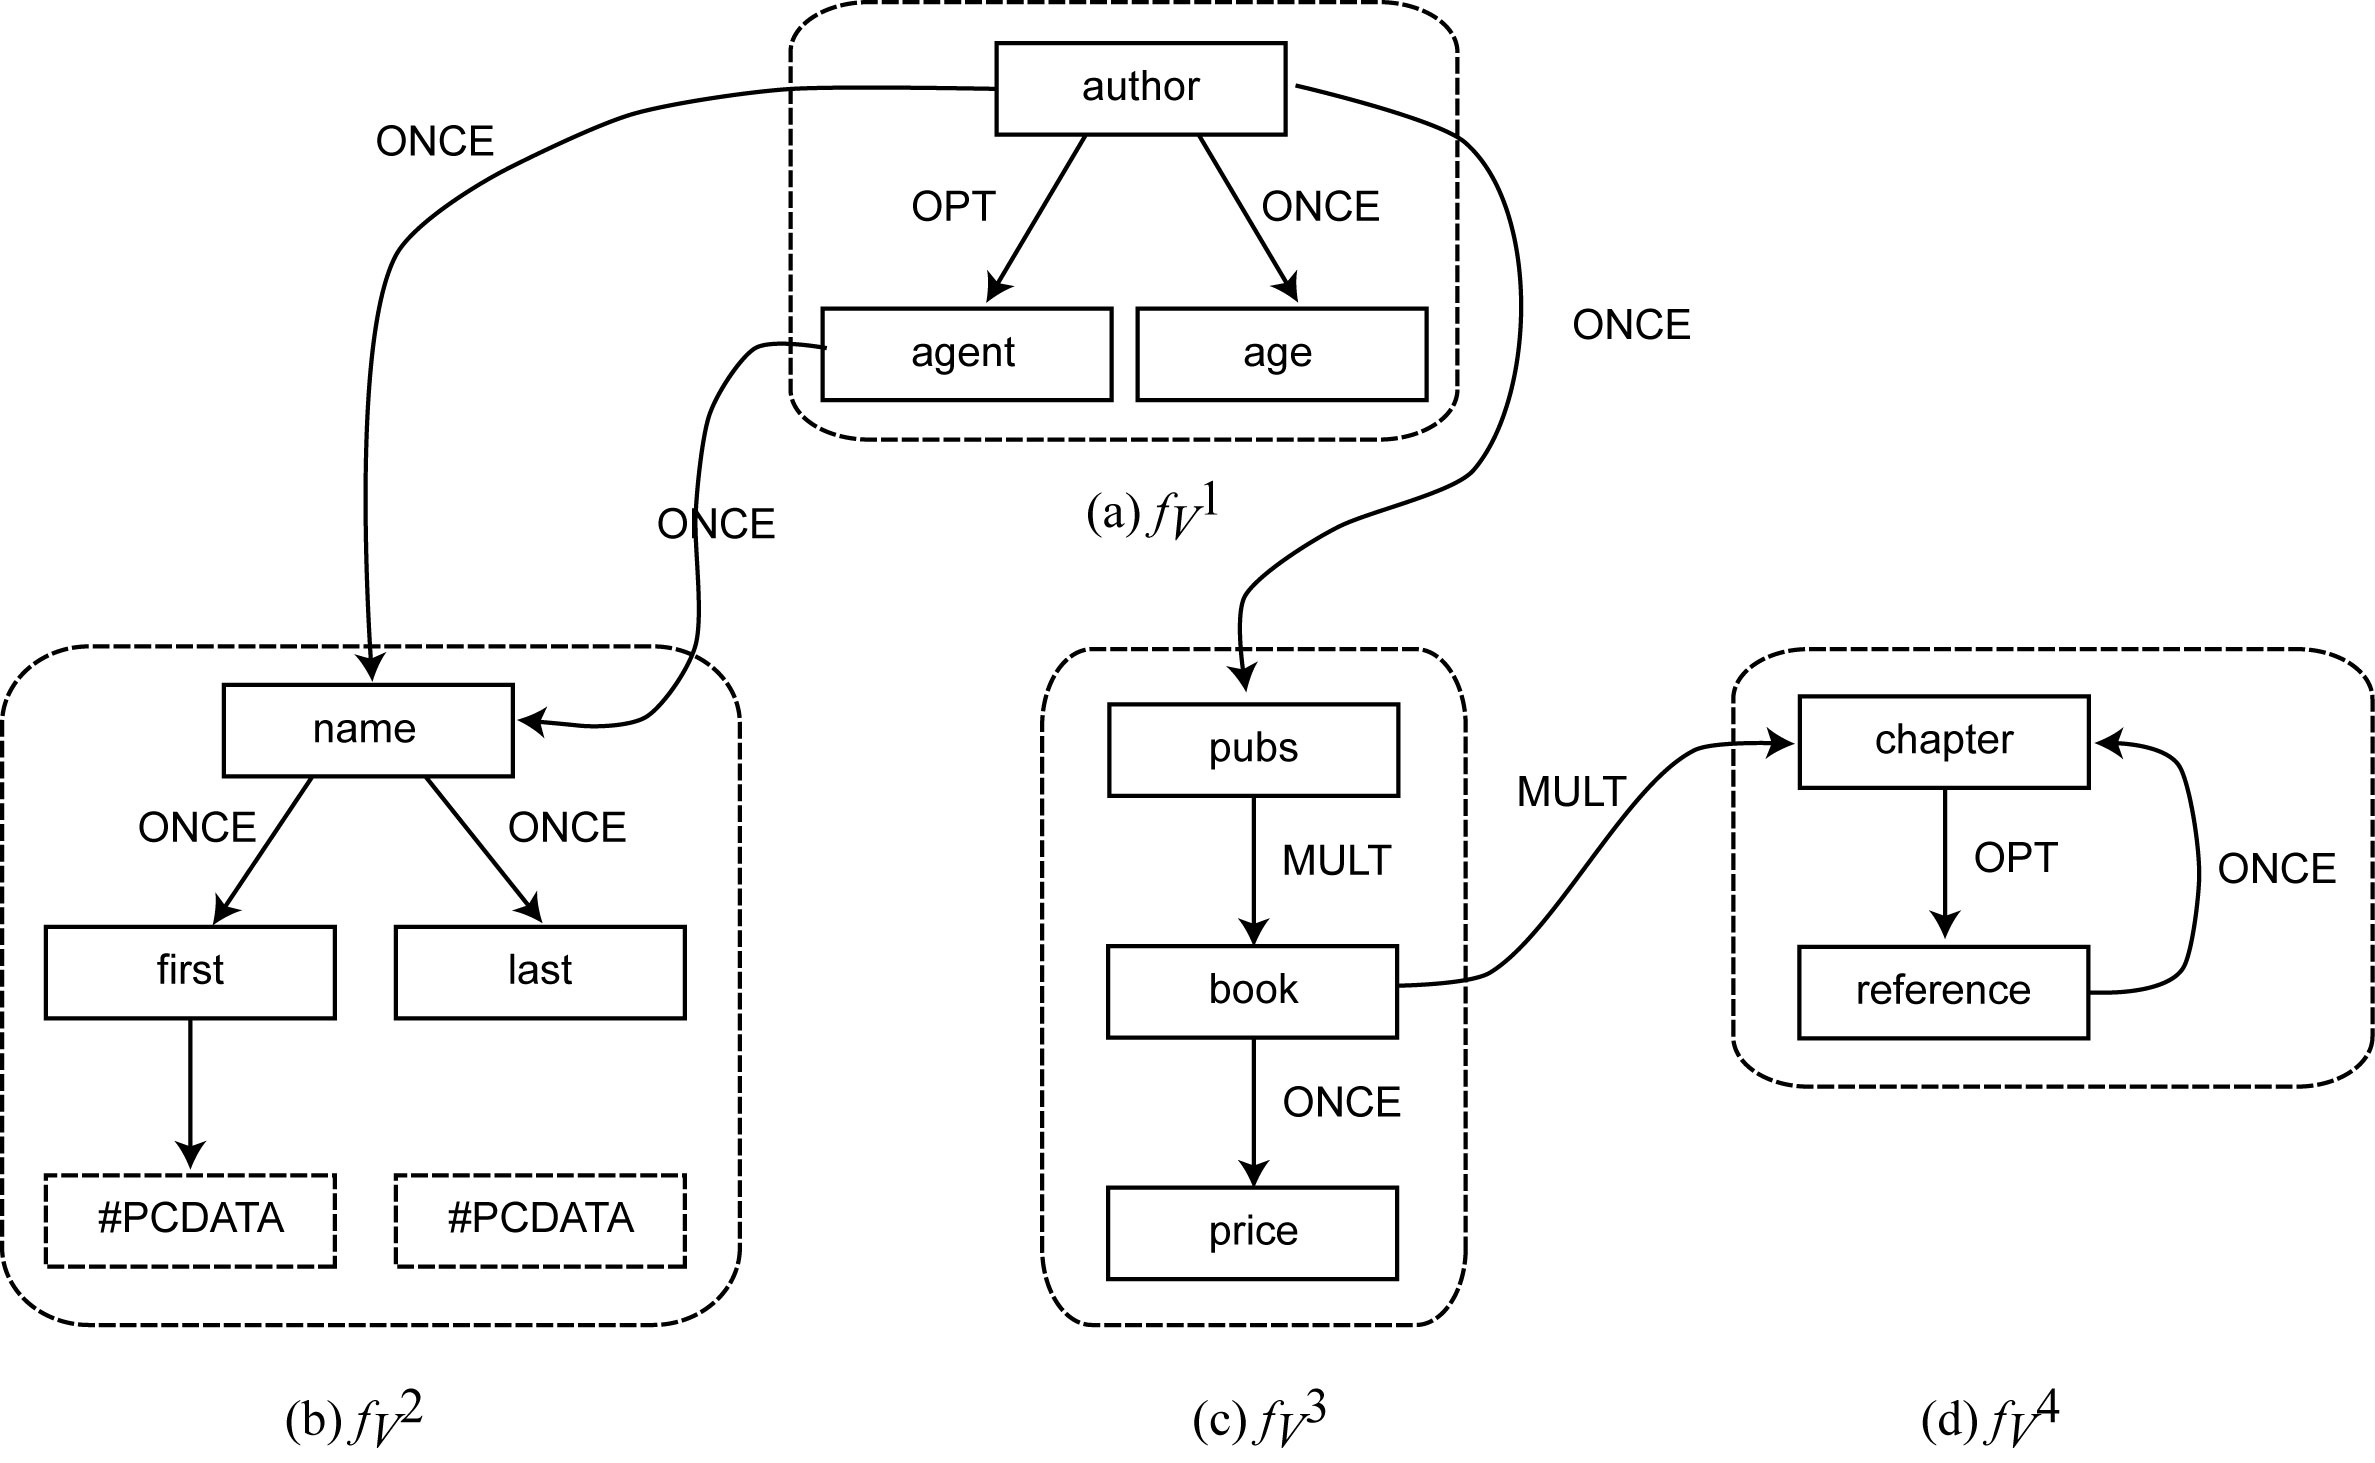 author
ONCE
OPT
ONCE
ONCE
agent
age
(a) fV1
ONCE
name
pubs
chapter
MULT
ONCE
ONCE
MULT
OPT
ONCE
first
last
book
reference
ONCE
#PCDATA
#PCDATA
price
(b) fV2
(c) fV3
(d) fV4